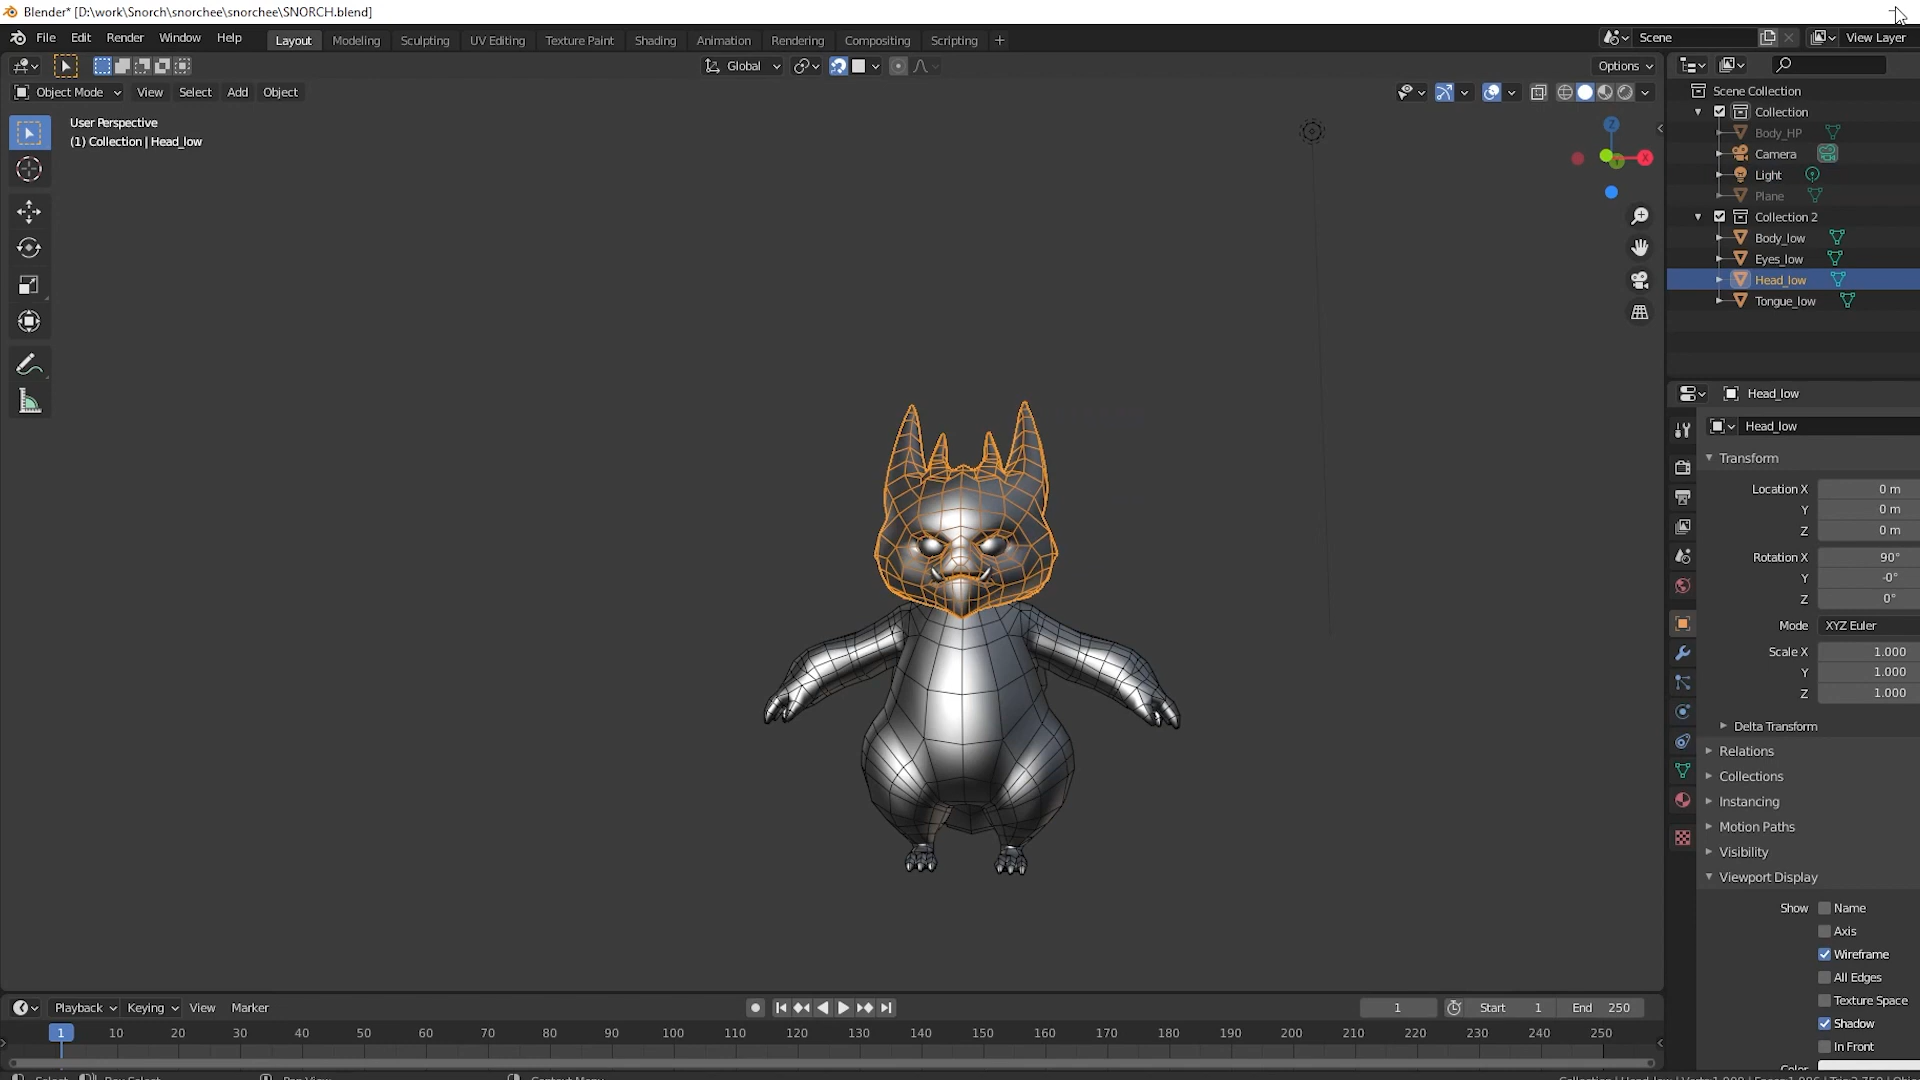 Blender* [D:\work\Snorch\snorchee\snorchee\SNORCH.blend]
File Edit Render Window Help Layout Modeling Sculpting UV Editing Texture Paint Shading Animation Rendering Compositing Scripting + Scene View Layer
Global Options
Object Mode View Select Add Object
User Perspective
(1) Collection | Head_low
Z
X
Scene Collection
Collection
Body_HP
Camera
Light
Plane
Collection 2
Body_low
Eyes_low
Head_low
Tongue_low
Head_low
Head_low
Transform
Location X 0 m
Y 0 m
Z 0 m
Rotation X 90°
Y -0°
Z 0°
Mode XYZ Euler
Scale X 1.000
Y 1.000
Z 1.000
Delta Transform
Relations
Collections
Instancing
Motion Paths
Visibility
Viewport Display
Show Name
Axis
Wireframe
All Edges
Texture Space
Shadow
In Front
Playback Keying View Marker 1 Start 1 End 250
1 10 20 30 40 50 60 70 80 90 100 110 120 130 140 150 160 170 180 190 200 210 220 230 240 250